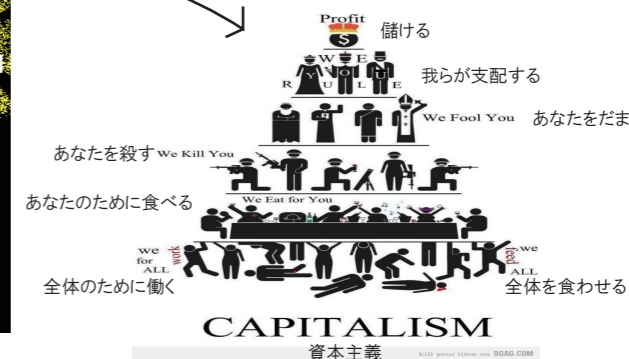 Profit
儲ける
$
WE
RYOULE
我らが支配する
We Fool You
あなたをだま
あなたを殺す
We Kill You
あなたのために食べる
We Eat for You
we work for ALL
we feed ALL
全体のために働く
全体を食わせる
CAPITALISM
資本主義
kill your time on 9GAG.COM